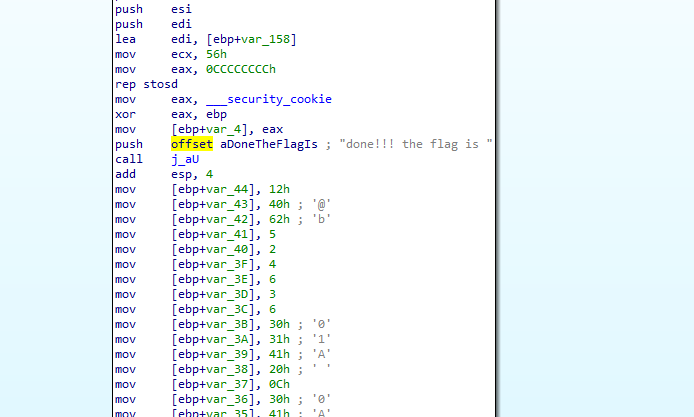 push    esi
push    edi
lea     edi, [ebp+var_158]
mov     ecx, 56h
mov     eax, 0CCCCCCCCh
rep stosd
mov     eax, ___security_cookie
xor     eax, ebp
mov     [ebp+var_4], eax
push    offset aDoneTheFlagIs ; "done!!! the flag is "
call    j_aU
add     esp, 4
mov     [ebp+var_44], 12h
mov     [ebp+var_43], 40h ; '@'
mov     [ebp+var_42], 62h ; 'b'
mov     [ebp+var_41], 5
mov     [ebp+var_40], 2
mov     [ebp+var_3F], 4
mov     [ebp+var_3E], 6
mov     [ebp+var_3D], 3
mov     [ebp+var_3C], 6
mov     [ebp+var_3B], 30h ; '0'
mov     [ebp+var_3A], 31h ; '1'
mov     [ebp+var_39], 41h ; 'A'
mov     [ebp+var_38], 20h ; ' '
mov     [ebp+var_37], 0Ch
mov     [ebp+var_36], 30h ; '0'
mov     [ebp+var_35], 41h ; 'A'